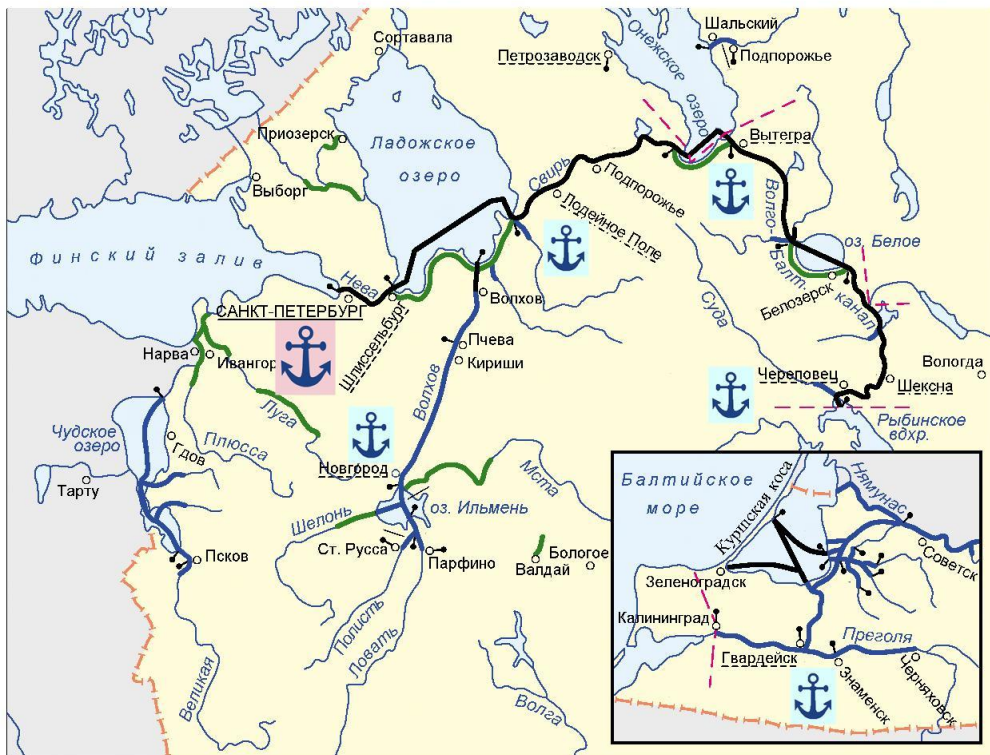 Сортавала
Шальский
Петрозаводск
Подпорожье
Онежское
озеро
Приозерск
Ладожское
озеро
Вытегра
Выборг
Свирь
Подпорожье
Лодейное Поле
Волго-
Балт.
канал
оз. Белое
Финский залив
Нева
Белозерск
САНКТ-ПЕТЕРБУРГ
Шлиссельбург
Волхов
Суда
Нарва
Ивангор
Пчева
Кириши
Волхов
Вологда
Череповец
Шексна
Луга
Рыбинское
вдхр.
Чудское
озеро
Гдов
Плюсса
Новгород
Мста
Тарту
Шелонь
оз. Ильмень
Псков
Ст. Русса
Парфино
Бологое
Валдай
Полисть
Ловать
Великая
Волга
Балтийское
море
Куршская коса
Нямунас
Советск
Зеленоградск
Калининград
Преголя
Гвардейск
Знаменск
Черняховск